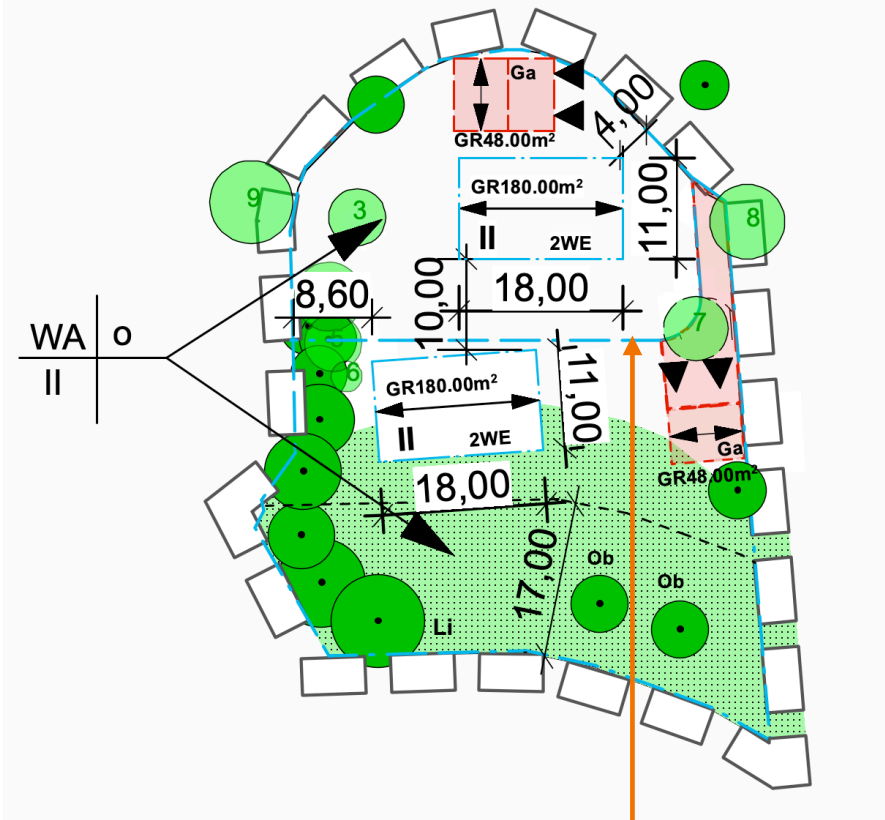 Ga
GR48.00m²
4,00
GR180.00m²
II
2WE
11,00
9
3
8
8,60
10,00
18,00
7
WA
o
II
6
GR180.00m²
II
2WE
11,00
Ga
GR48.00m²
18,00
17,00
Ob
Ob
Li